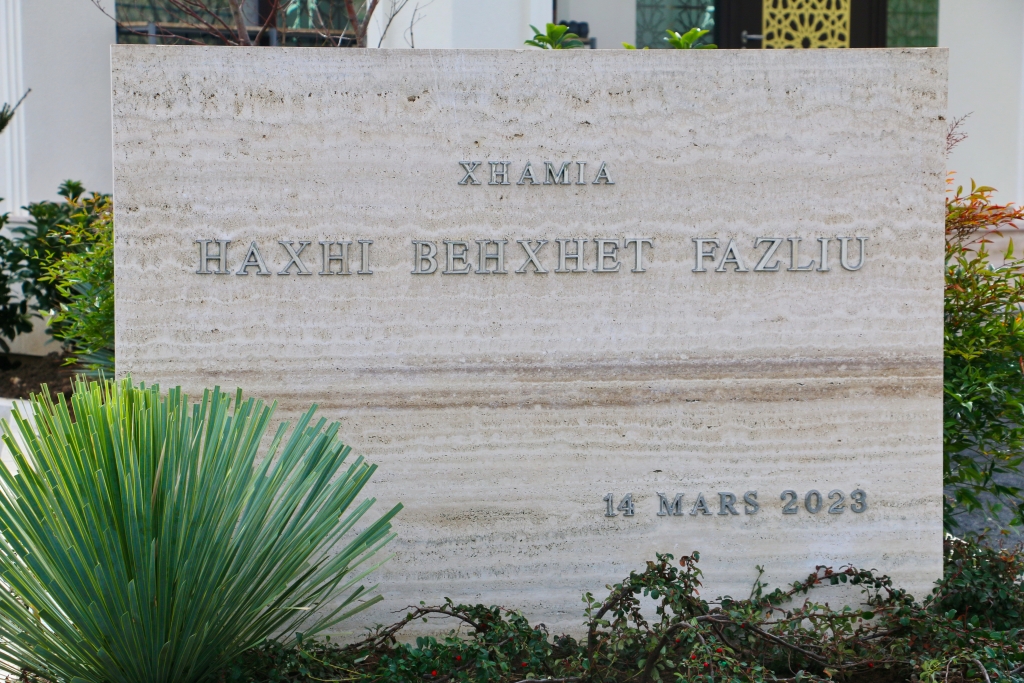 XHAMIA
HAXHI BEHXHET FAZLIU
14 MARS 2023